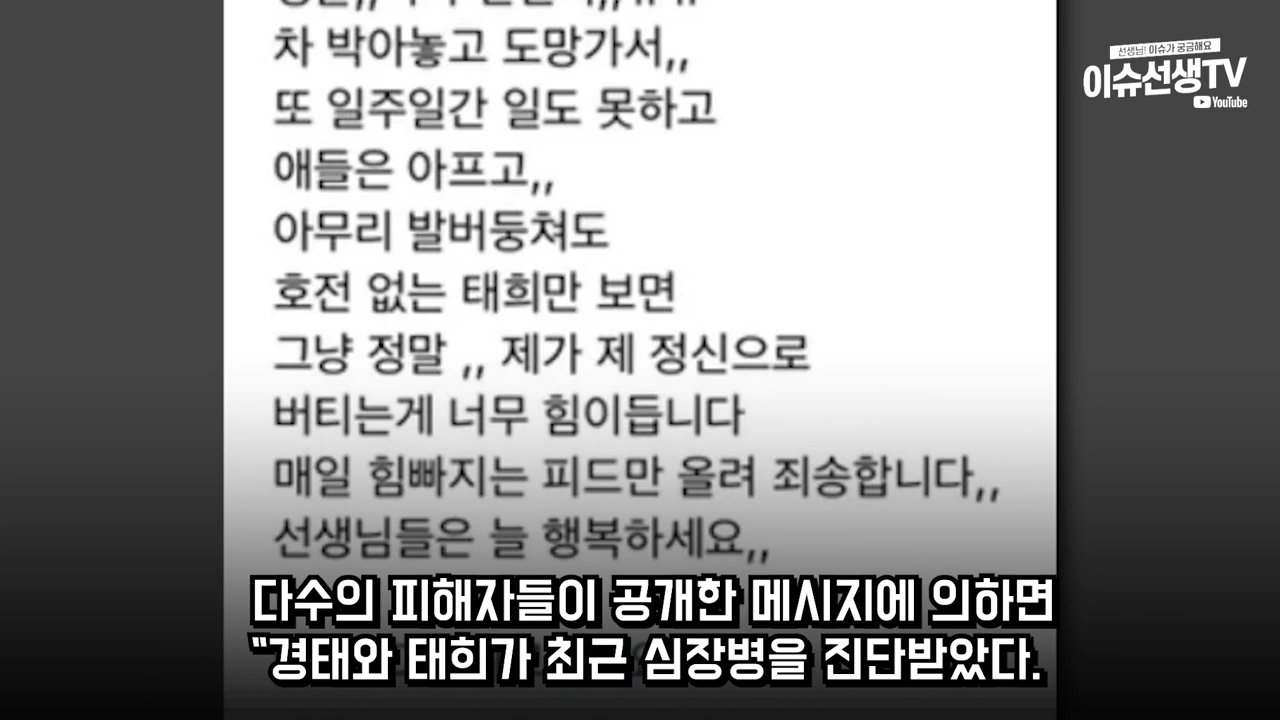 차 박아놓고 도망가서,,
또 일주일간 일도 못하고
애들은 아프고,,
아무리 발버둥쳐도
호전 없는 태희만 보면
그냥 정말 ,, 제가 제 정신으로
버티는게 너무 힘이듭니다
매일 힘빠지는 피드만 올려 죄송합니다,,
선생님들은 늘 행복하세요,,
다수의 피해자들이 공개한 메시지에 의하면
“경태와 태희가 최근 심장병을 진단받았다.
선생님! 이슈가 궁금해요
이슈선생TV
YouTube